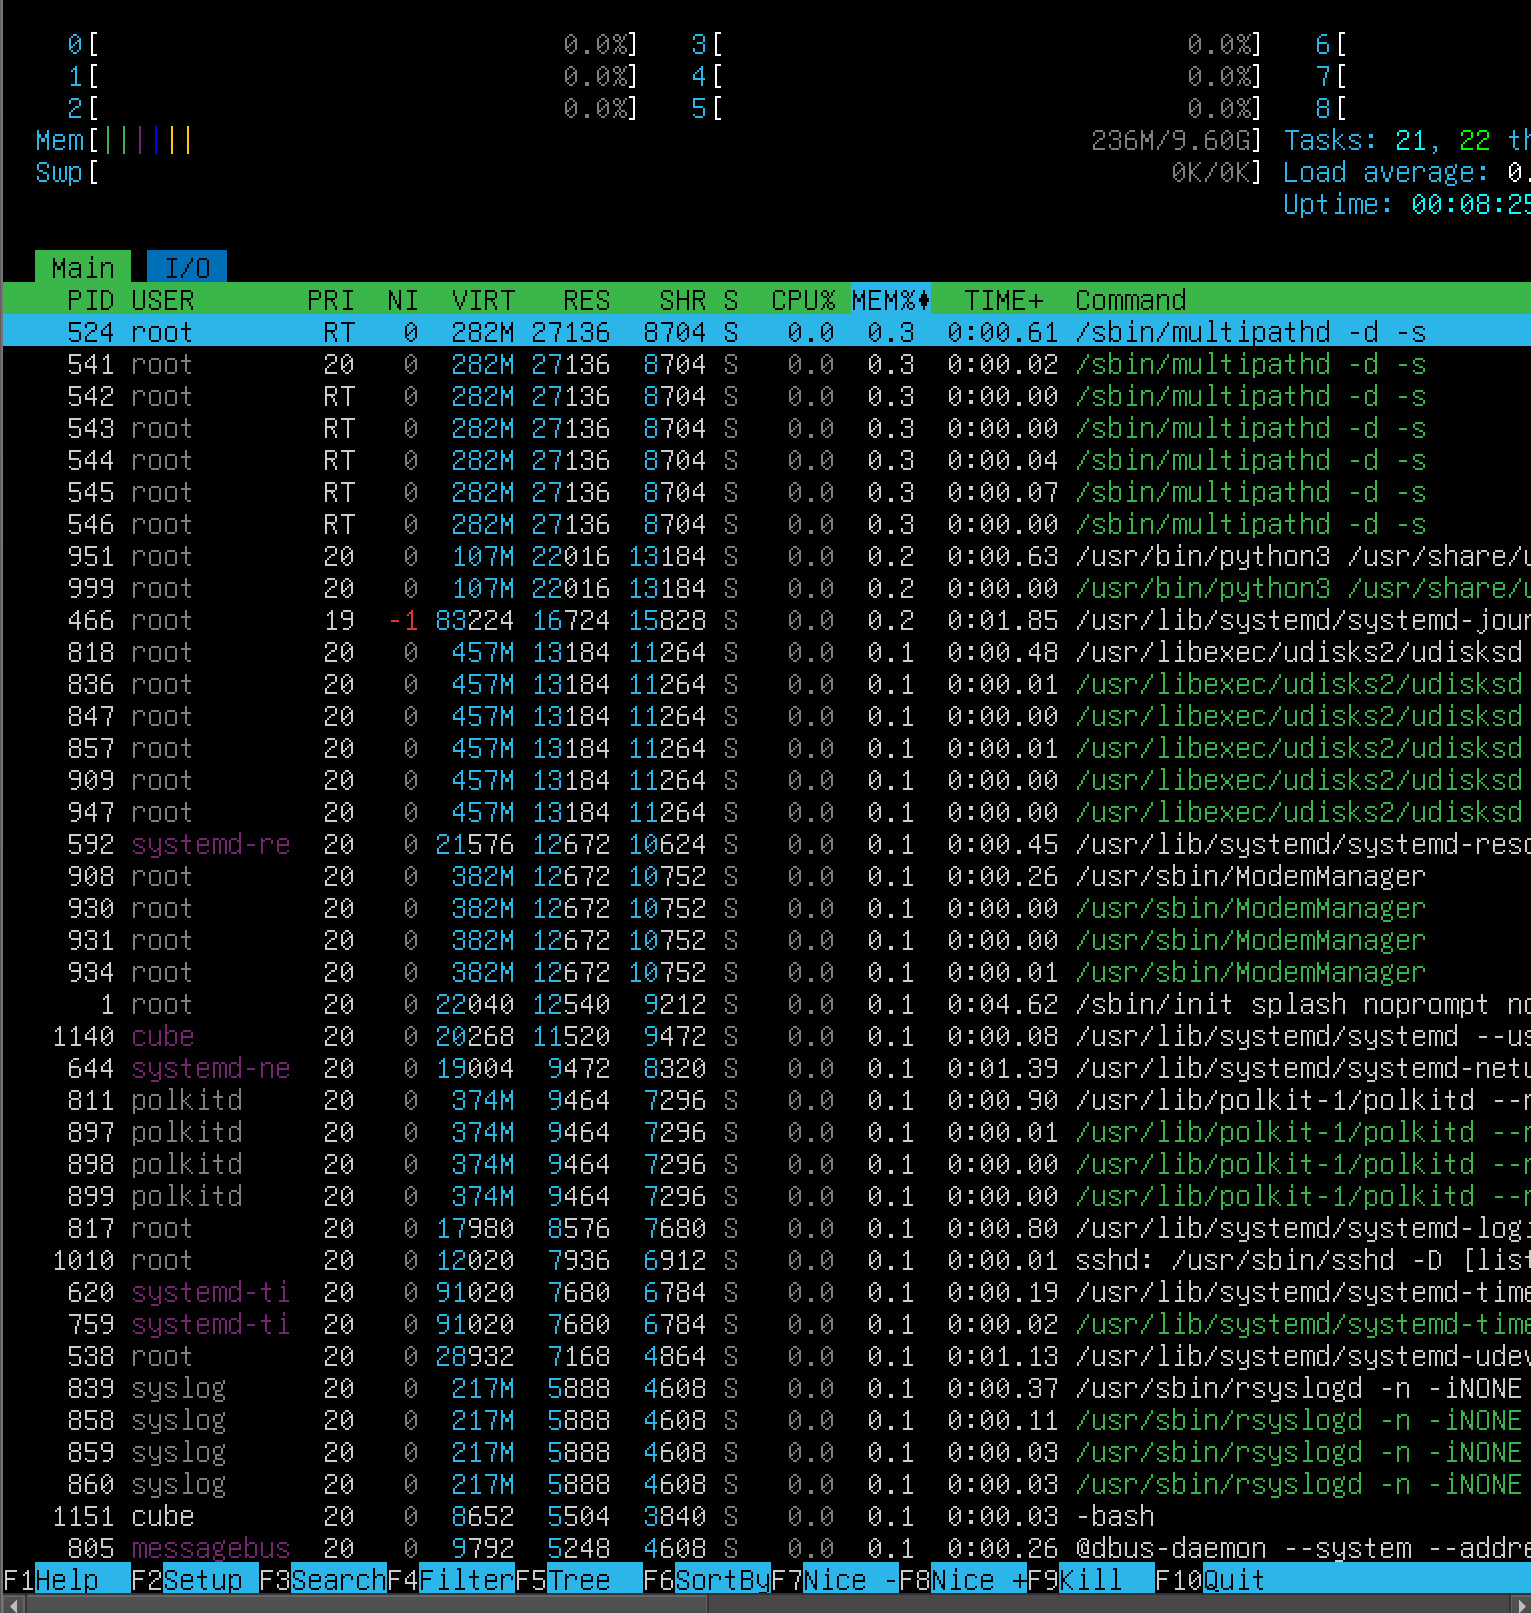 0[ 0.0%] 3[ 0.0%] 6[
1[ 0.0%] 4[ 0.0%] 7[
2[ 0.0%] 5[ 0.0%] 8[
Mem[|||||| 236M/9.60G] Tasks: 21, 22 th
Swp[ 0K/0K] Load average: 0.
Uptime: 00:08:25
Main I/O
PID USER PRI NI VIRT RES SHR S CPU% MEM% TIME+ Command
524 root RT 0 282M 27136 8704 S 0.0 0.3 0:00.61 /sbin/multipathd -d -s
541 root 20 0 282M 27136 8704 S 0.0 0.3 0:00.02 /sbin/multipathd -d -s
542 root RT 0 282M 27136 8704 S 0.0 0.3 0:00.00 /sbin/multipathd -d -s
543 root RT 0 282M 27136 8704 S 0.0 0.3 0:00.00 /sbin/multipathd -d -s
544 root RT 0 282M 27136 8704 S 0.0 0.3 0:00.04 /sbin/multipathd -d -s
545 root RT 0 282M 27136 8704 S 0.0 0.3 0:00.07 /sbin/multipathd -d -s
546 root RT 0 282M 27136 8704 S 0.0 0.3 0:00.00 /sbin/multipathd -d -s
951 root 20 0 107M 22016 13184 S 0.0 0.2 0:00.63 /usr/bin/python3 /usr/share/u
999 root 20 0 107M 22016 13184 S 0.0 0.2 0:00.00 /usr/bin/python3 /usr/share/u
466 root 19 -1 83224 16724 15828 S 0.0 0.2 0:01.85 /usr/lib/systemd/systemd-jour
818 root 20 0 457M 13184 11264 S 0.0 0.1 0:00.48 /usr/libexec/udisks2/udisksd
836 root 20 0 457M 13184 11264 S 0.0 0.1 0:00.01 /usr/libexec/udisks2/udisksd
847 root 20 0 457M 13184 11264 S 0.0 0.1 0:00.00 /usr/libexec/udisks2/udisksd
857 root 20 0 457M 13184 11264 S 0.0 0.1 0:00.01 /usr/libexec/udisks2/udisksd
909 root 20 0 457M 13184 11264 S 0.0 0.1 0:00.00 /usr/libexec/udisks2/udisksd
947 root 20 0 457M 13184 11264 S 0.0 0.1 0:00.00 /usr/libexec/udisks2/udisksd
592 systemd-re 20 0 21576 12672 10624 S 0.0 0.1 0:00.45 /usr/lib/systemd/systemd-reso
908 root 20 0 382M 12672 10752 S 0.0 0.1 0:00.26 /usr/sbin/ModemManager
930 root 20 0 382M 12672 10752 S 0.0 0.1 0:00.00 /usr/sbin/ModemManager
931 root 20 0 382M 12672 10752 S 0.0 0.1 0:00.00 /usr/sbin/ModemManager
934 root 20 0 382M 12672 10752 S 0.0 0.1 0:00.01 /usr/sbin/ModemManager
1 root 20 0 22040 12540 9212 S 0.0 0.1 0:04.62 /sbin/init splash noprompt no
1140 cube 20 0 20268 11520 9472 S 0.0 0.1 0:00.08 /usr/lib/systemd/systemd --us
644 systemd-ne 20 0 19004 9472 8320 S 0.0 0.1 0:01.39 /usr/lib/systemd/systemd-netw
811 polkitd 20 0 374M 9464 7296 S 0.0 0.1 0:00.90 /usr/lib/polkit-1/polkitd --n
897 polkitd 20 0 374M 9464 7296 S 0.0 0.1 0:00.01 /usr/lib/polkit-1/polkitd --n
898 polkitd 20 0 374M 9464 7296 S 0.0 0.1 0:00.00 /usr/lib/polkit-1/polkitd --n
899 polkitd 20 0 374M 9464 7296 S 0.0 0.1 0:00.00 /usr/lib/polkit-1/polkitd --n
817 root 20 0 17980 8576 7680 S 0.0 0.1 0:00.80 /usr/lib/systemd/systemd-logi
1010 root 20 0 12020 7936 6912 S 0.0 0.1 0:00.01 sshd: /usr/sbin/sshd -D [list
620 systemd-ti 20 0 91020 7680 6784 S 0.0 0.1 0:00.19 /usr/lib/systemd/systemd-time
759 systemd-ti 20 0 91020 7680 6784 S 0.0 0.1 0:00.02 /usr/lib/systemd/systemd-time
538 root 20 0 28932 7168 4864 S 0.0 0.1 0:01.13 /usr/lib/systemd/systemd-udev
839 syslog 20 0 217M 5888 4608 S 0.0 0.1 0:00.37 /usr/sbin/rsyslogd -n -iNONE
858 syslog 20 0 217M 5888 4608 S 0.0 0.1 0:00.11 /usr/sbin/rsyslogd -n -iNONE
859 syslog 20 0 217M 5888 4608 S 0.0 0.1 0:00.03 /usr/sbin/rsyslogd -n -iNONE
860 syslog 20 0 217M 5888 4608 S 0.0 0.1 0:00.03 /usr/sbin/rsyslogd -n -iNONE
1151 cube 20 0 8652 5504 3840 S 0.0 0.1 0:00.03 -bash
805 messagebus 20 0 9792 5248 4608 S 0.0 0.1 0:00.26 @dbus-daemon --system --addre
F1Help F2Setup F3SearchF4FilterF5Tree F6SortByF7Nice -F8Nice +F9Kill F10Quit